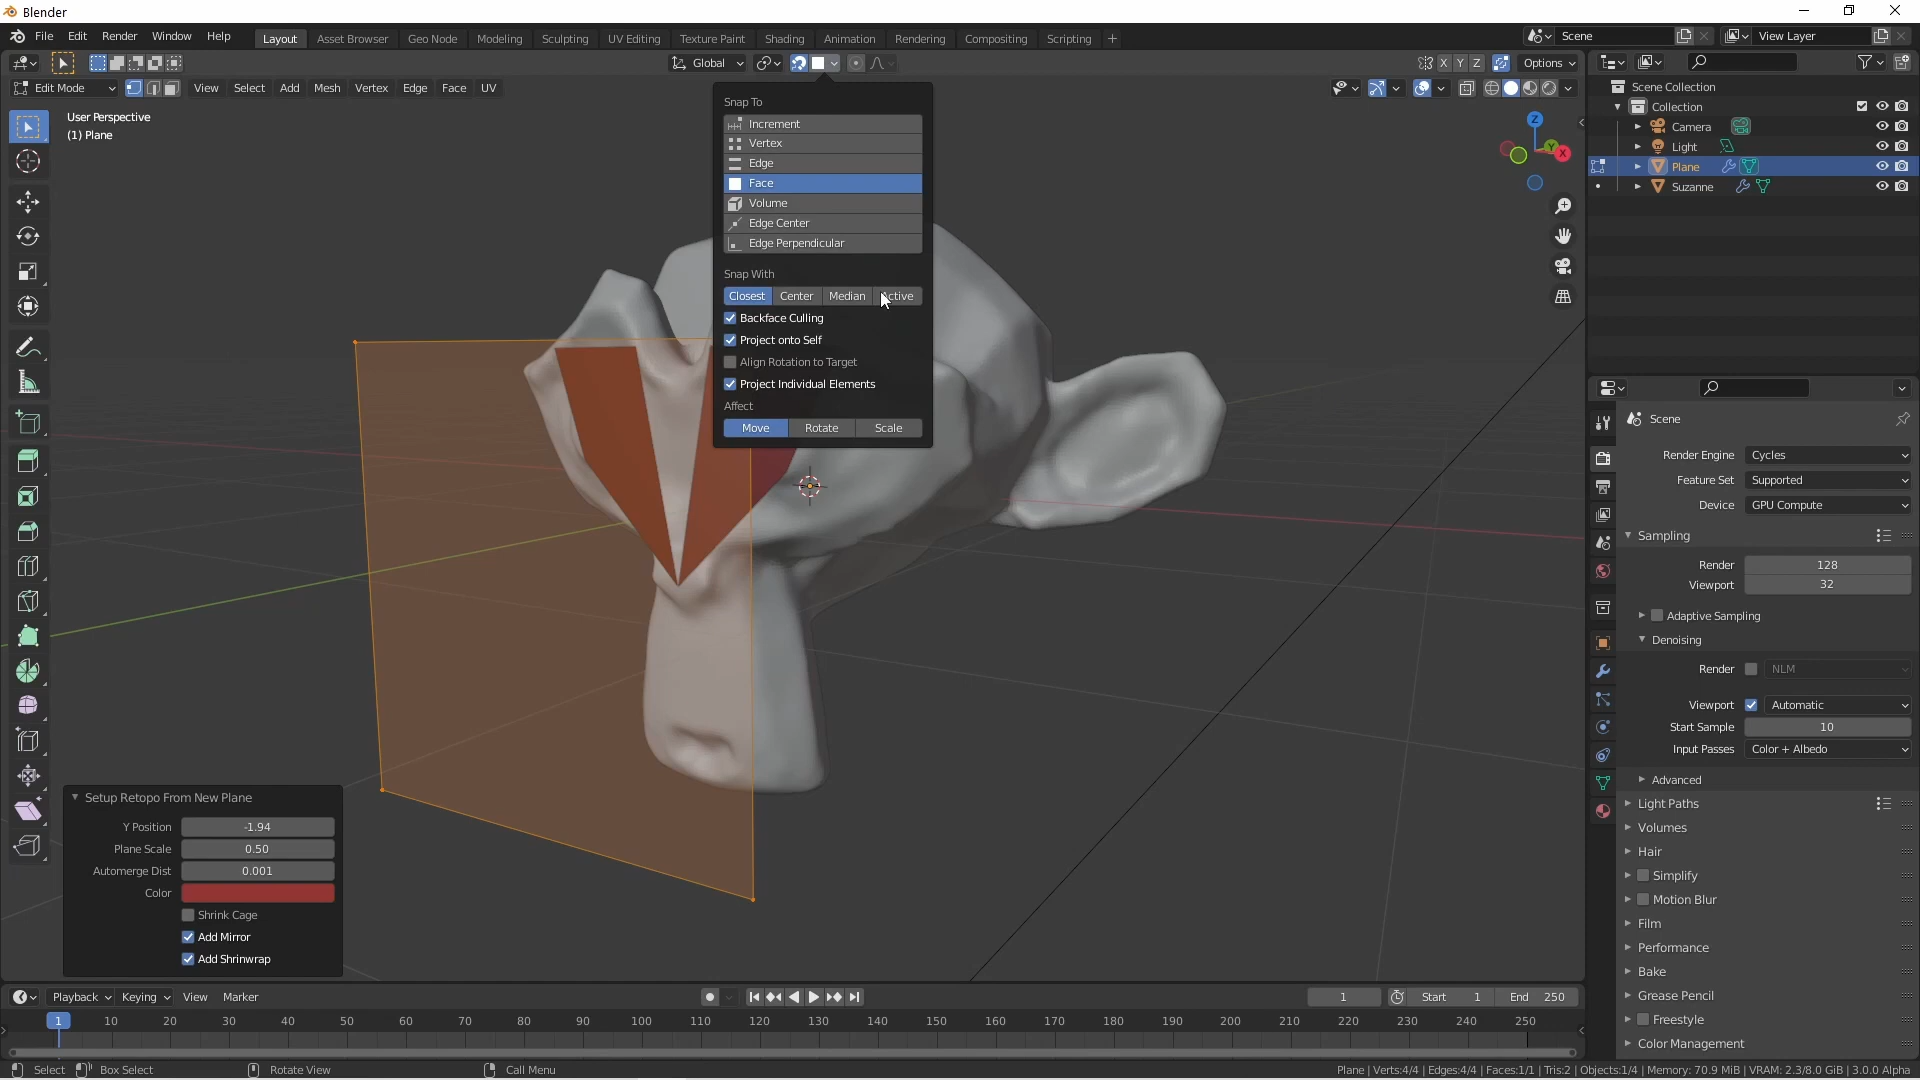 Blender
File Edit Render Window Help Layout Asset Browser Geo Node Modeling Sculpting UV Editing Texture Paint Shading Animation Rendering Compositing Scripting + Scene View Layer
Global X Y Z Options
Edit Mode View Select Add Mesh Vertex Edge Face UV
User Perspective
(1) Plane
Snap To
Increment
Vertex
Edge
Face
Volume
Edge Center
Edge Perpendicular
Snap With
Closest Center Median Active
Backface Culling
Project onto Self
Align Rotation to Target
Project Individual Elements
Affect
Move Rotate Scale
Z
Y
X
Scene Collection
Collection
Camera
Light
Plane
Suzanne
Scene
Render Engine Cycles
Feature Set Supported
Device GPU Compute
Sampling
Render 128
Viewport 32
Adaptive Sampling
Denoising
Render NLM
Viewport Automatic
Start Sample 10
Input Passes Color + Albedo
Advanced
Light Paths
Volumes
Hair
Simplify
Motion Blur
Film
Performance
Bake
Grease Pencil
Freestyle
Color Management
Setup Retopo From New Plane
Y Position -1.94
Plane Scale 0.50
Automerge Dist 0.001
Color
Shrink Cage
Add Mirror
Add Shrinwrap
Playback Keying View Marker 1 Start 1 End 250
1 10 20 30 40 50 60 70 80 90 100 110 120 130 140 150 160 170 180 190 200 210 220 230 240 250
Select Box Select Rotate View Call Menu Plane | Verts:4/4 | Edges:4/4 | Faces:1/1 | Tris:2 | Objects:1/4 | Memory: 70.9 MiB | VRAM: 2.3/8.0 GiB | 3.0.0 Alpha